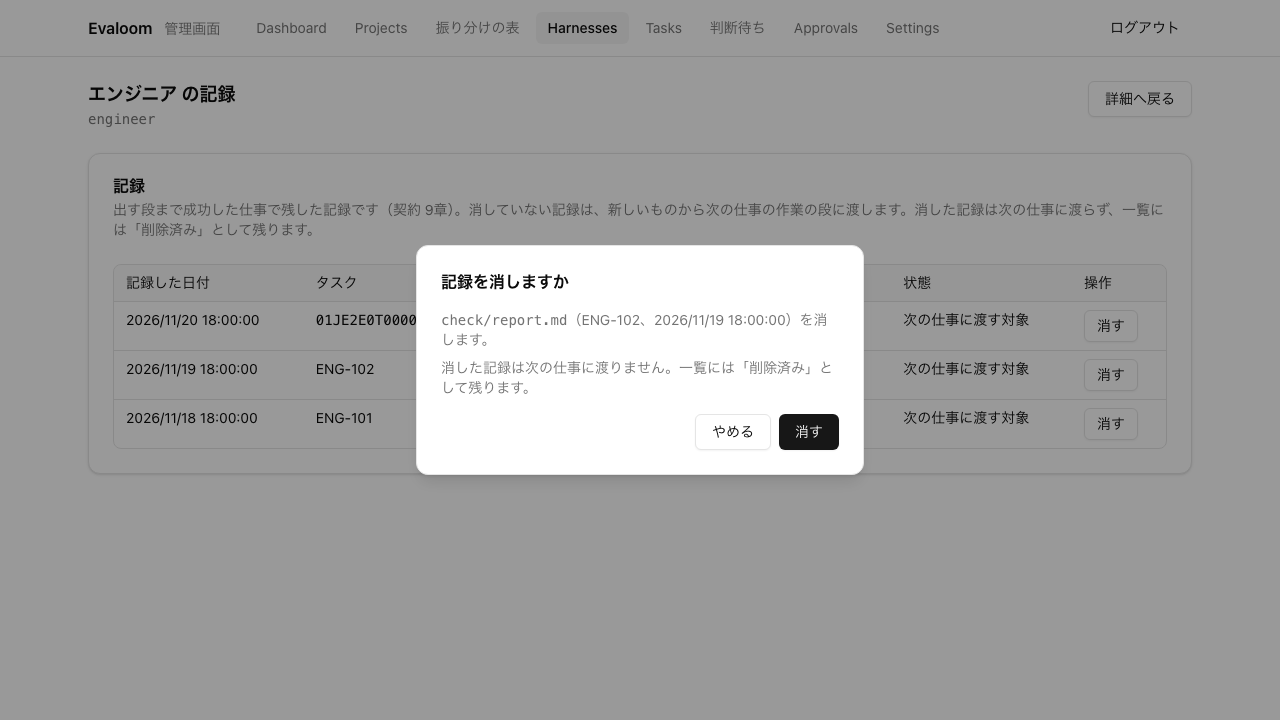 Evaloom 管理画面 Dashboard Projects 振り分けの表 Harnesses Tasks 判断待ち Approvals Settings ログアウト
エンジニア の記録
engineer
詳細へ戻る
記録
出す段まで成功した仕事で残した記録です（契約 9章）。消していない記録は、新しいものから次の仕事の作業の段に渡します。消した記録は次の仕事に渡らず、一覧に
は「削除済み」として残ります。
記録した日付 タスク 状態 操作
2026/11/20 18:00:00 01JE2E0T0000 次の仕事に渡す対象 消す
2026/11/19 18:00:00 ENG-102 次の仕事に渡す対象 消す
2026/11/18 18:00:00 ENG-101 次の仕事に渡す対象 消す
記録を消しますか
check/report.md（ENG-102、2026/11/19 18:00:00）を消
します。
消した記録は次の仕事に渡りません。一覧には「削除済み」と
して残ります。
やめる 消す